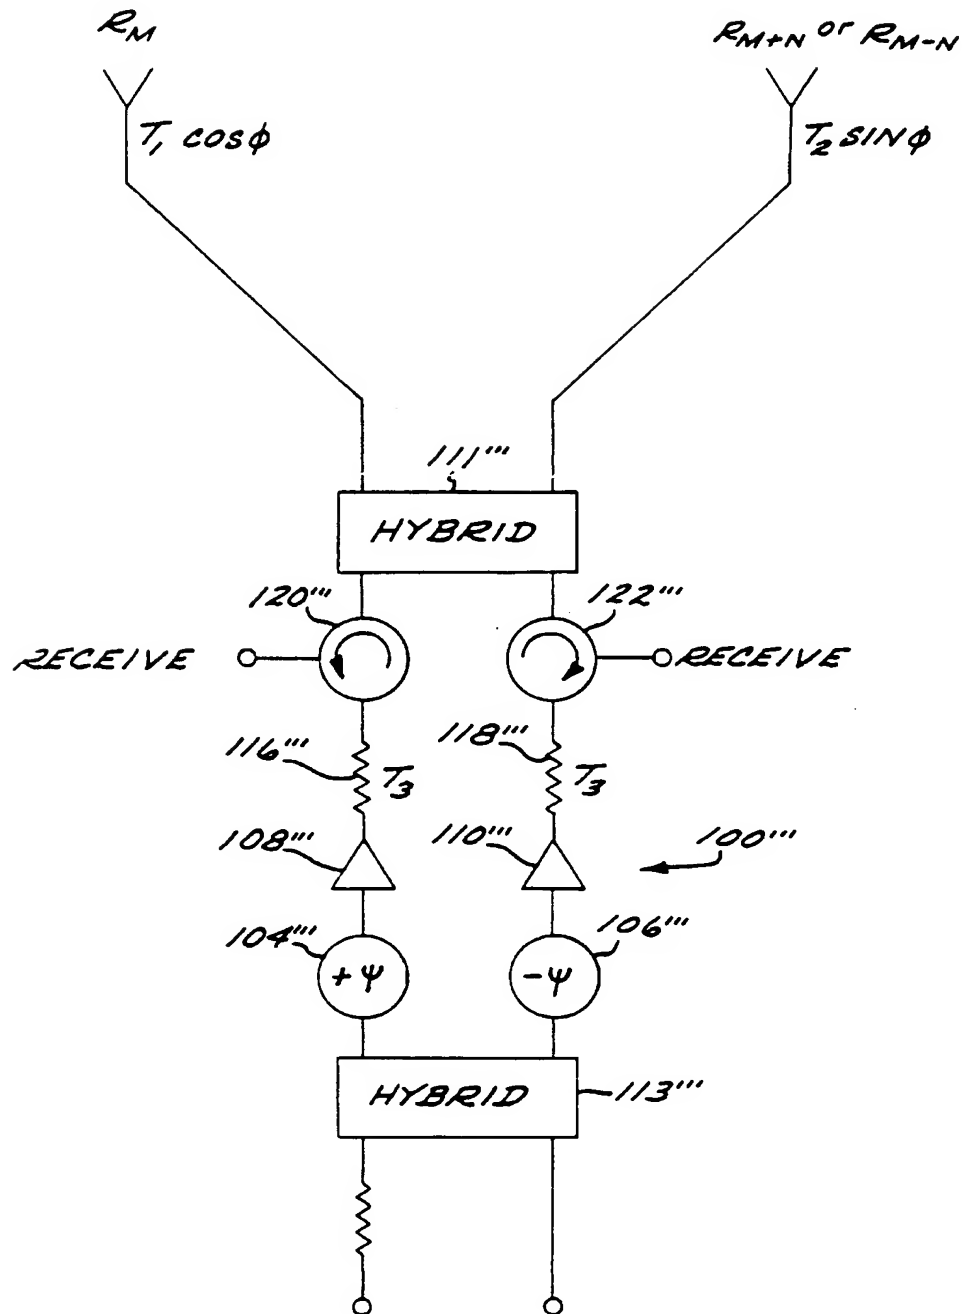 R_M
R_M+N or R_M-N
T_1 COSϕ
T_2 SINϕ
111'''
HYBRID
120'''
122'''
RECEIVE
RECEIVE
116'''
T_3
118'''
T_3
108'''
110'''
100'''
104'''
106'''
+Ψ
-Ψ
HYBRID
113'''